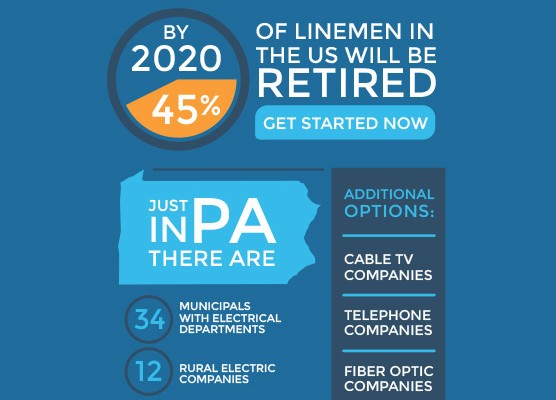 BY
2020
45%
OF LINEMEN IN
THE US WILL BE
RETIRED
GET STARTED NOW
JUST
IN PA
THERE ARE
34
MUNICIPALS
WITH ELECTRICAL
DEPARTMENTS
12
RURAL ELECTRIC
COMPANIES
ADDITIONAL
OPTIONS:
CABLE TV
COMPANIES
TELEPHONE
COMPANIES
FIBER OPTIC
COMPANIES